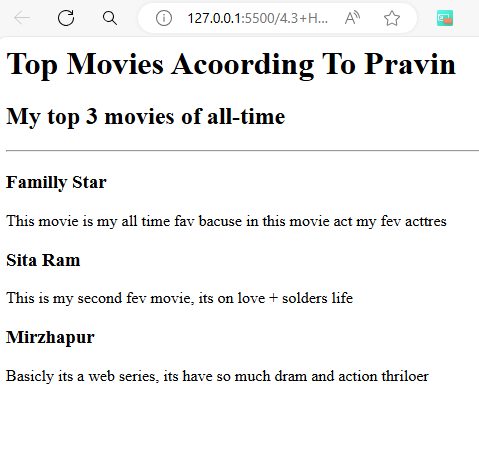 127.0.0.1:5500/4.3+H...
Top Movies Acoording To Pravin
My top 3 movies of all-time
Familly Star
This movie is my all time fav bacuse in this movie act my fev acttres
Sita Ram
This is my second fev movie, its on love + solders life
Mirzhapur
Basicly its a web series, its have so much dram and action thriloer